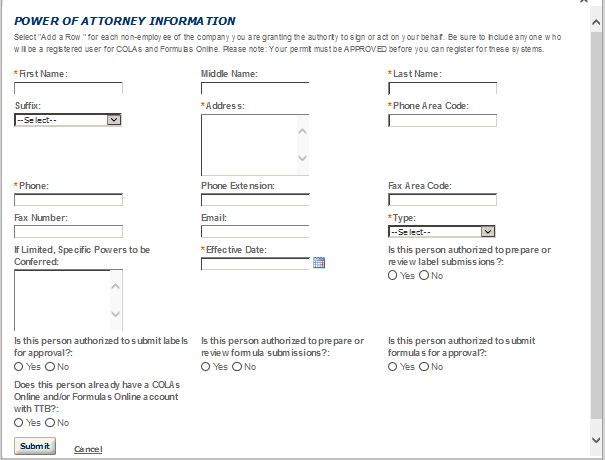 POWER OF ATTORNEY INFORMATION
Select "Add a Row " for each non-employee of the company you are granting the authority to sign or act on your behalf. Be sure to include anyone who
will be a registered user for COLAs and Formulas Online. Please note: Your permit must be APPROVED before you can register for these systems.
*First Name: Middle Name: *Last Name:
Suffix: *Address: *Phone Area Code:
--Select--
*Phone: Phone Extension: Fax Area Code:
Fax Number: Email: *Type:
--Select--
If Limited, Specific Powers to be Conferred: *Effective Date: Is this person authorized to prepare or review label submissions?:
Yes No
Is this person authorized to submit labels for approval?: Is this person authorized to prepare or review formula submissions?: Is this person authorized to submit formulas for approval?:
Yes No Yes No Yes No
Does this person already have a COLAs
Online and/or Formulas Online account
with TTB?:
Yes No
Submit Cancel